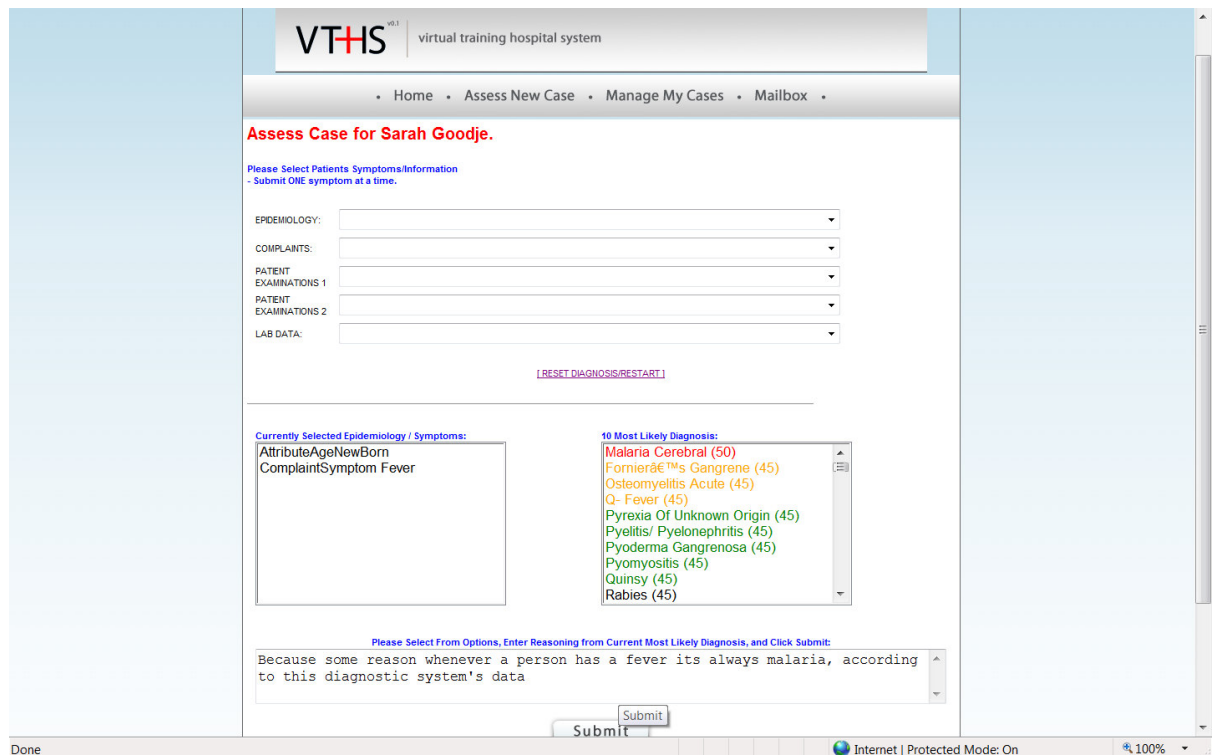 VTHS v0.1 virtual training hospital system
• Home • Assess New Case • Manage My Cases • Mailbox •
Assess Case for Sarah Goodje.
Please Select Patients Symptoms/Information
- Submit ONE symptom at a time.
EPIDEMIOLOGY:
COMPLAINTS:
PATIENT
EXAMINATIONS 1
PATIENT
EXAMINATIONS 2
LAB DATA:
[ RESET DIAGNOSIS/RESTART ]
Currently Selected Epidemiology / Symptoms:
AttributeAgeNewBorn
ComplaintSymptom Fever
10 Most Likely Diagnosis:
Malaria Cerebral (50)
Fornierâ€™s Gangrene (45)
Osteomyelitis Acute (45)
Q- Fever (45)
Pyrexia Of Unknown Origin (45)
Pyelitis/ Pyelonephritis (45)
Pyoderma Gangrenosa (45)
Pyomyositis (45)
Quinsy (45)
Rabies (45)
Please Select From Options, Enter Reasoning from Current Most Likely Diagnosis, and Click Submit:
Because some reason whenever a person has a fever its always malaria, according
to this diagnostic system's data
Submit
Submit
Done Internet | Protected Mode: On 100%